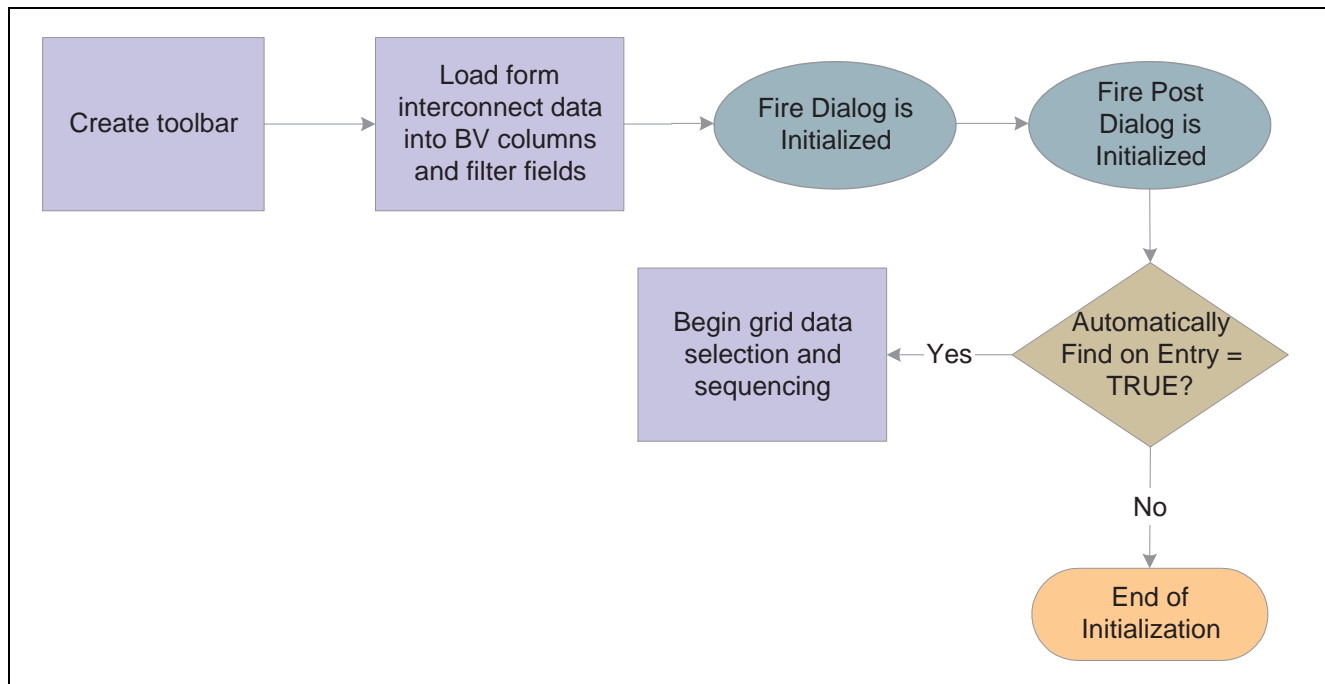 Create toolbar
Load form
interconnect data
into BV columns
and filter fields
Fire Dialog is
Initialized
Fire Post
Dialog is
Initialized
Automatically
Find on Entry =
TRUE?
Yes
Begin grid data
selection and
sequencing
No
End of
Initialization